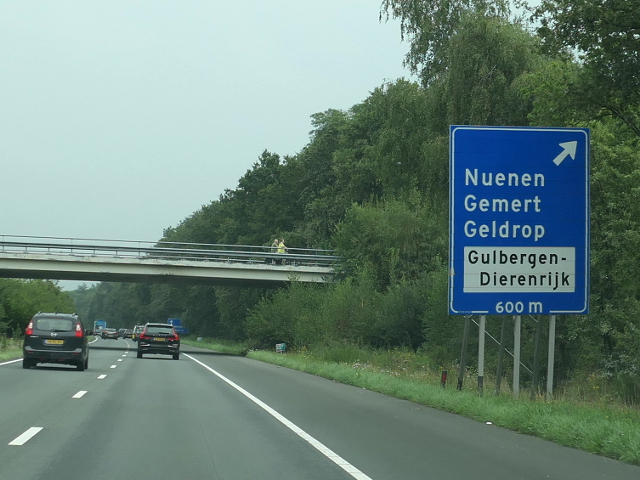 Nuenen
Gemert
Geldrop
Gulbergen-
Dierenrijk
600 m